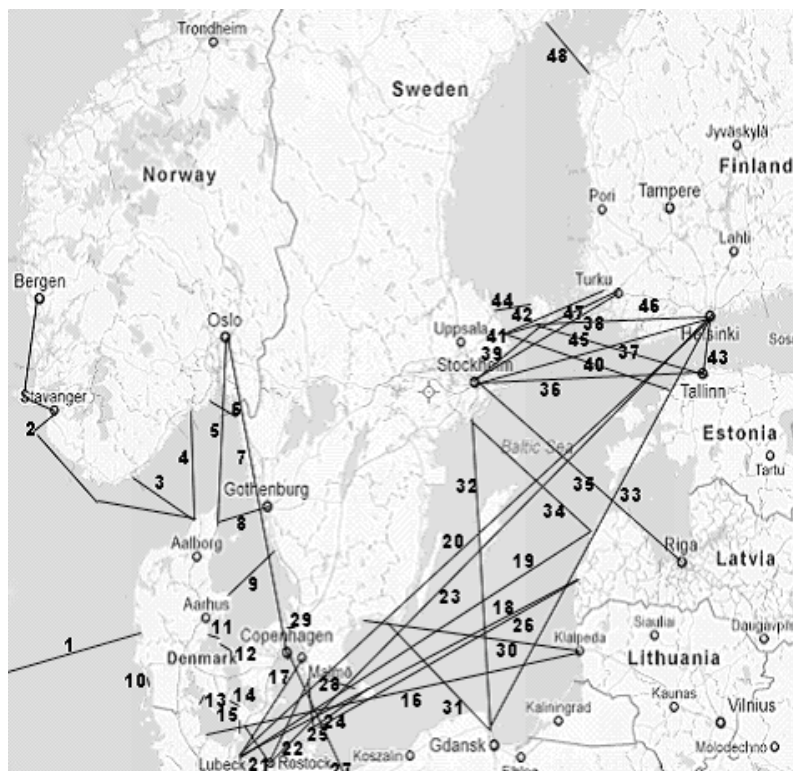 Trondheim
48
Sweden
Jyväskylä
Finland
Norway
Pori
Tampere
Lahti
Bergen
Turku
44
42
47
46
38
Oslo
Helsinki
41
Uppsala
45
39
37
43
Stockholm
40
36
Tallinn
Stavanger
6
5
2
Estonia
Baltic Sea
4
7
Tartu
3
32
35
33
Gothenburg
34
8
20
Aalborg
Riga
Latvia
19
9
23
Aarhus
18
29
26
11
Siauliai
Daugavpils
1
Copenhagen
12
30
Klaipeda
Denmark
Lithuania
Malmö
17
10
28
14
13
16
Kaunas
Vilnius
15
31
24
Kaliningrad
25
Gdansk
22
Molodechno
Lubeck
21
Rostock
Koszalin
27